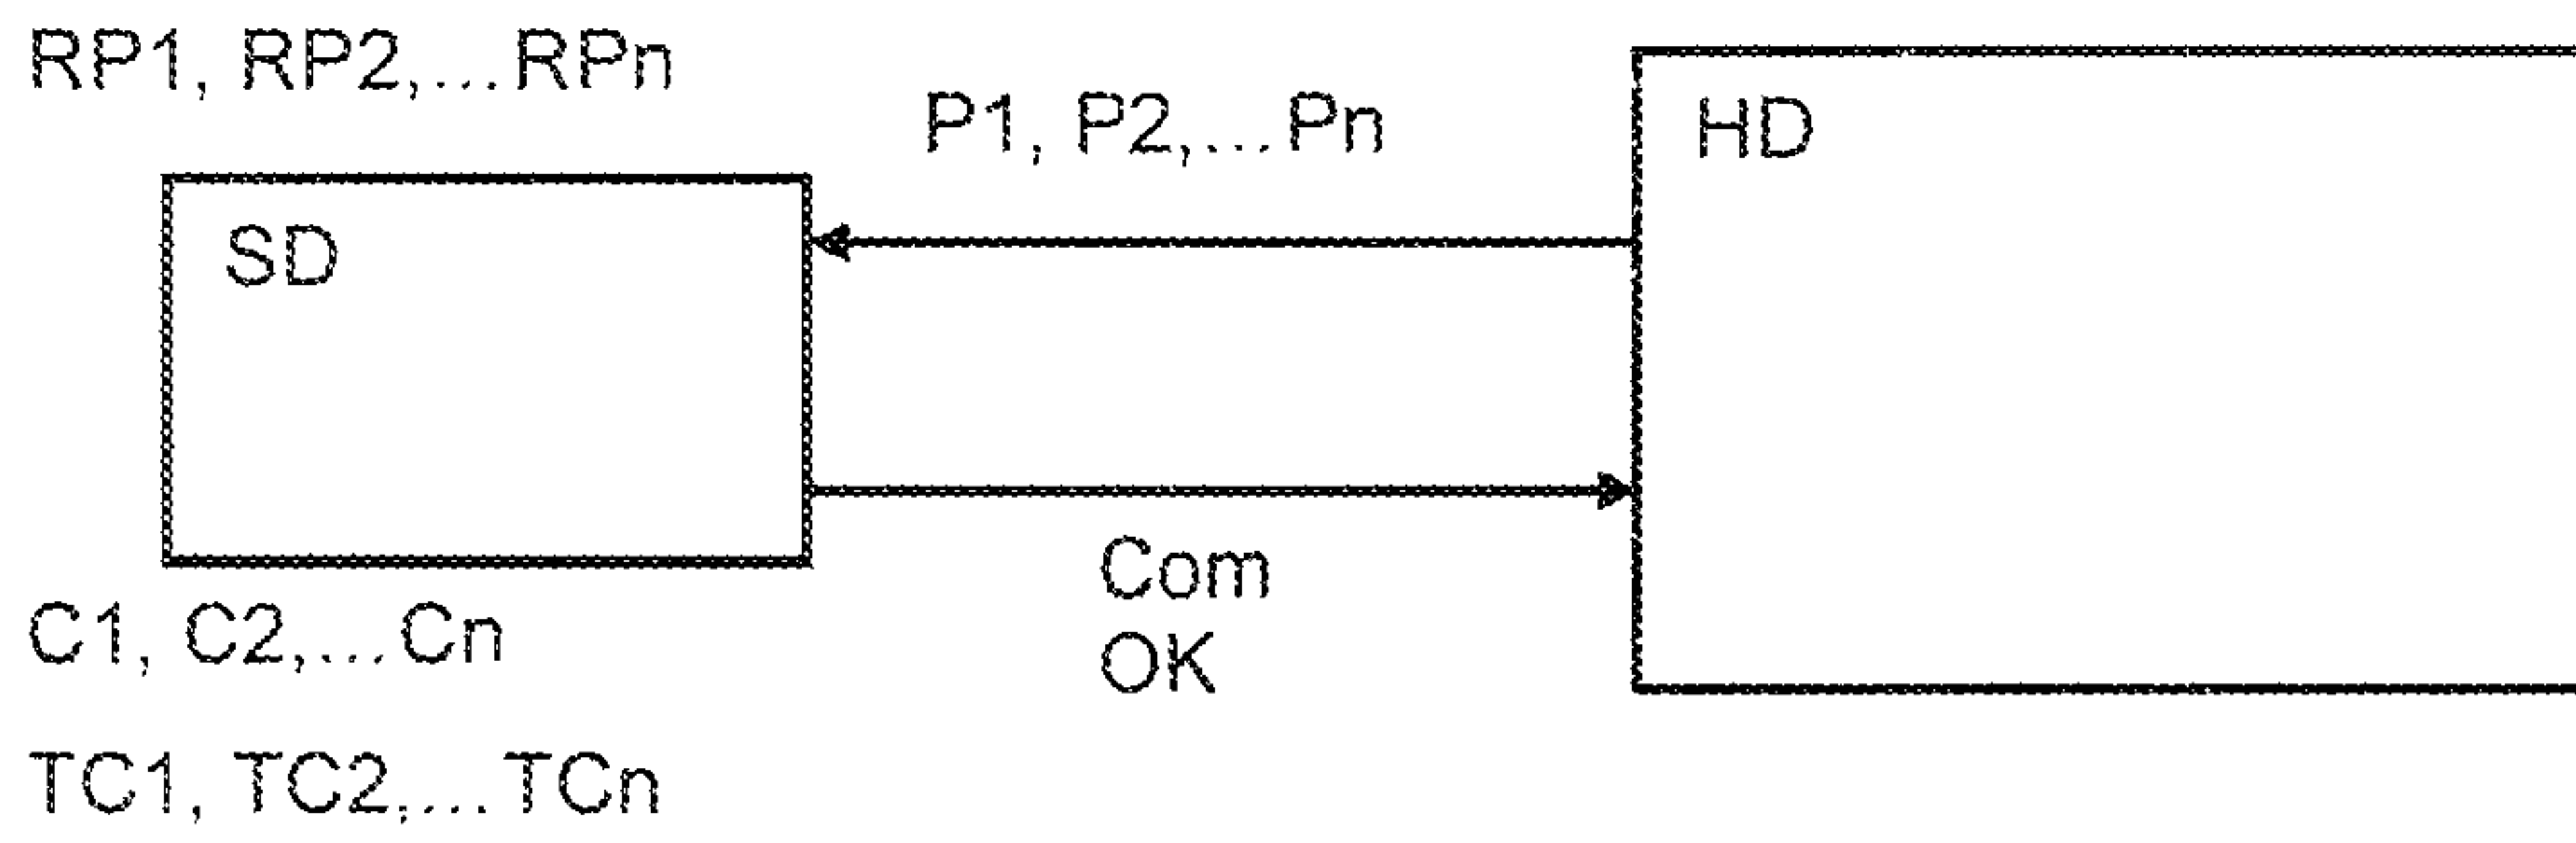 RP1, RP2,...RPn
P1, P2,...Pn
HD
SD
Com
OK
C1, C2,...Cn
TC1, TC2,...TCn